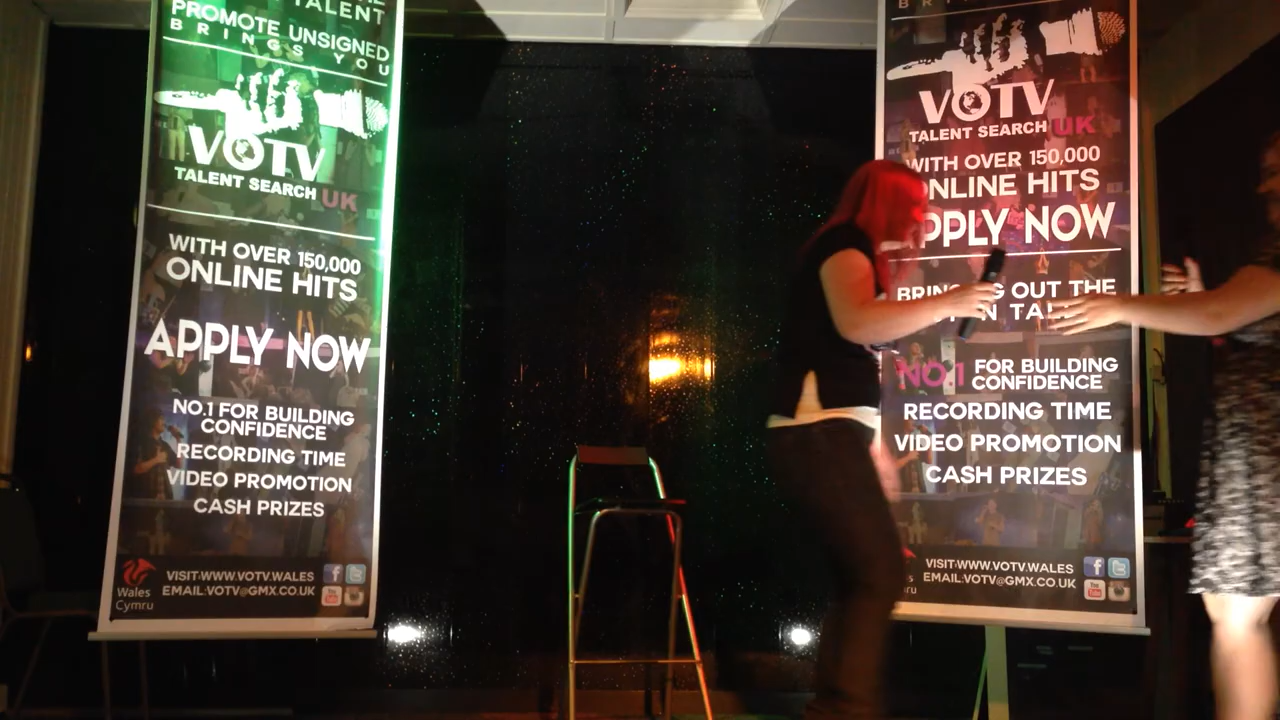 TALENT
PROMOTE UNSIGNED
BRINGS YOU
VOTV
TALENT SEARCH UK
WITH OVER 150,000
ONLINE HITS
APPLY NOW
NO.1 FOR BUILDING
CONFIDENCE
RECORDING TIME
VIDEO PROMOTION
CASH PRIZES
VISIT:WWW.VOTV.WALES
EMAIL:VOTV@GMX.CO.UK
Wales
Cymru
VOTV
TALENT SEARCH UK
WITH OVER 150,000
ONLINE HITS
APPLY NOW
OUT THE
NO.1 FOR BUILDING
CONFIDENCE
RECORDING TIME
VIDEO PROMOTION
CASH PRIZES
VISIT:WWW.VOTV.WALES
EMAIL:VOTV@GMX.CO.UK